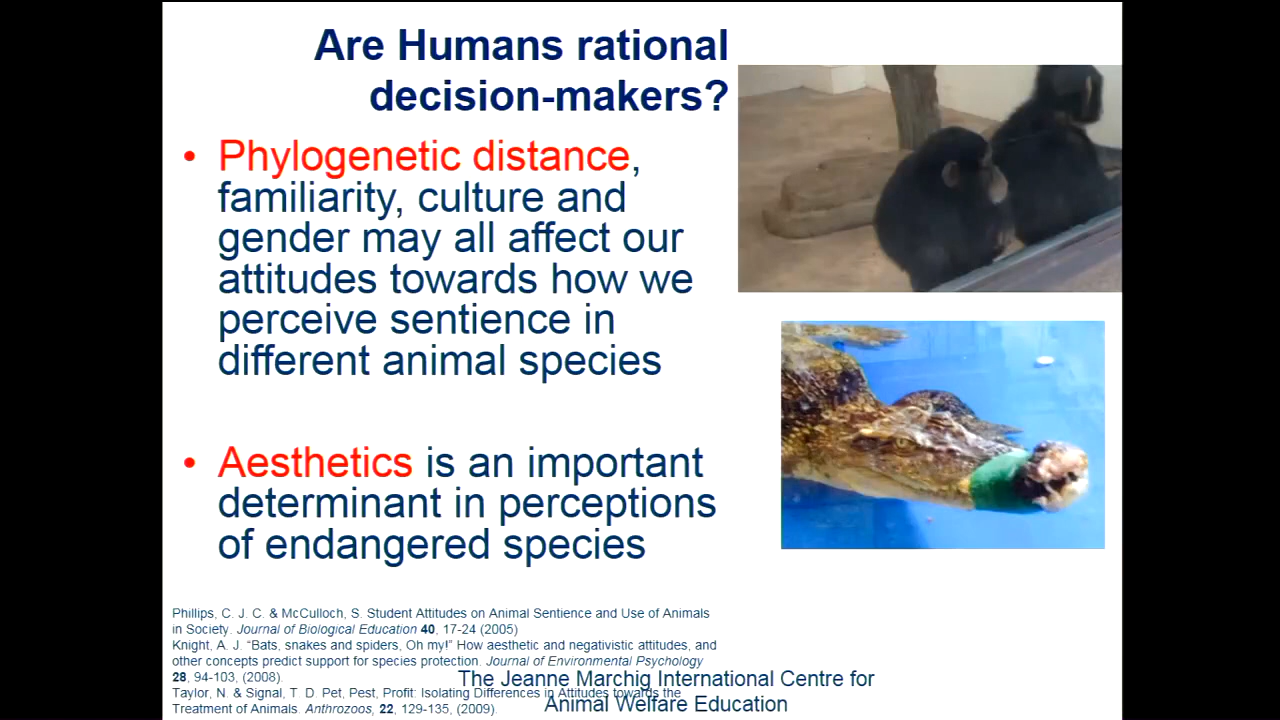 Are Humans rational
decision-makers?
• Phylogenetic distance,
familiarity, culture and
gender may all affect our
attitudes towards how we
perceive sentience in
different animal species
• Aesthetics is an important
determinant in perceptions
of endangered species
Phillips, C. J. C. & McCulloch, S. Student Attitudes on Animal Sentience and Use of Animals
in Society. Journal of Biological Education 40, 17-24 (2005)
Knight, A. J. "Bats, snakes and spiders, Oh my!" How aesthetic and negativistic attitudes, and
other concepts predict support for species protection. Journal of Environmental Psychology
28, 94-103, (2008).
Taylor, N. & Signal, T. D. Pet, Pest, Profit: Isolating Differences in Attitudes towards the
Treatment of Animals. Anthrozoos, 22, 129-135, (2009).
The Jeanne Marchig International Centre for
Animal Welfare Education